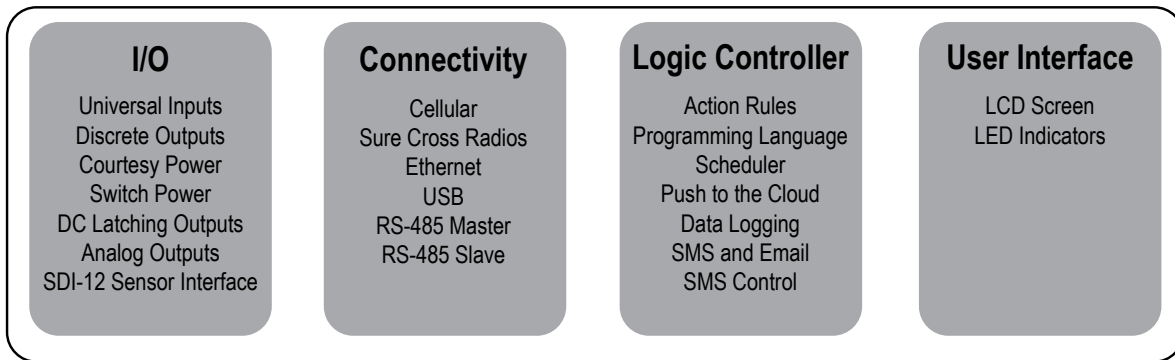 I/O
Universal Inputs
Discrete Outputs
Courtesy Power
Switch Power
DC Latching Outputs
Analog Outputs
SDI-12 Sensor Interface
Connectivity
Cellular
Sure Cross Radios
Ethernet
USB
RS-485 Master
RS-485 Slave
Logic Controller
Action Rules
Programming Language
Scheduler
Push to the Cloud
Data Logging
SMS and Email
SMS Control
User Interface
LCD Screen
LED Indicators